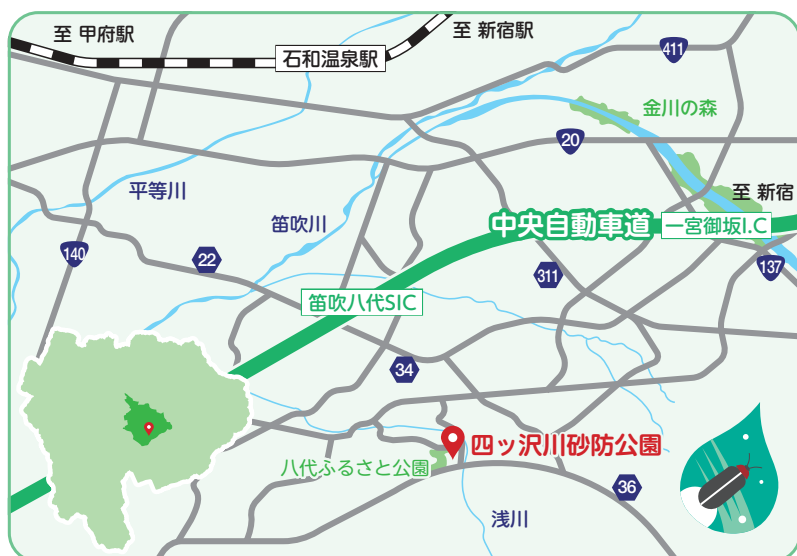 至 甲府駅
至 新宿駅
石和温泉駅
411
金川の森
20
平等川
至 新宿
笛吹川
中央自動車道
一宮御坂I.C
140
22
311
137
笛吹八代SIC
34
四ッ沢川砂防公園
八代ふるさと公園
36
浅川